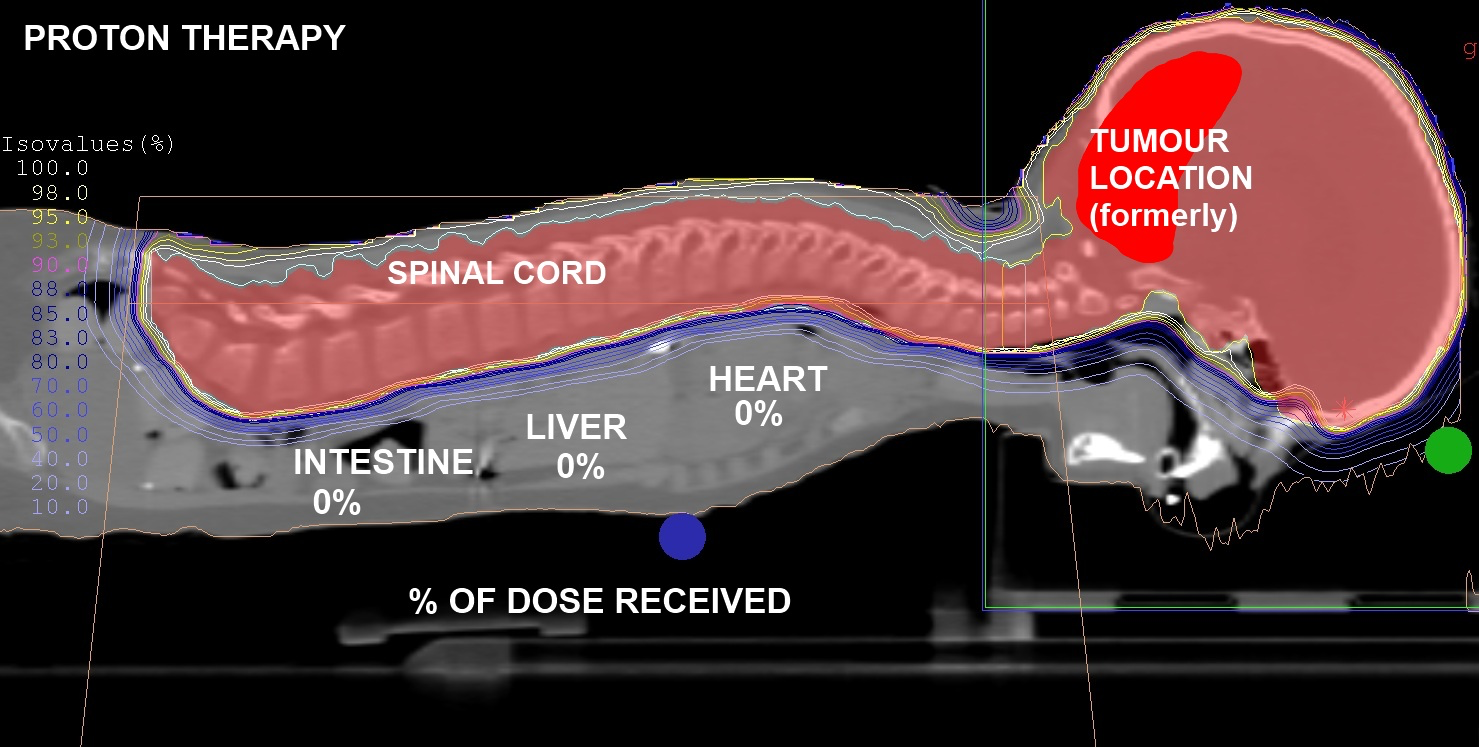 PROTON THERAPY
g
TUMOUR
LOCATION
(formerly)
Isovalues(%)
100.0
98.0
95.0
93.0
90.0
88
85.0
83.0
80.0
70.0
60.0
50.0
40.0
20.0
10.0
SPINAL CORD
HEART
0%
LIVER
0%
INTESTINE
0%
% OF DOSE RECEIVED